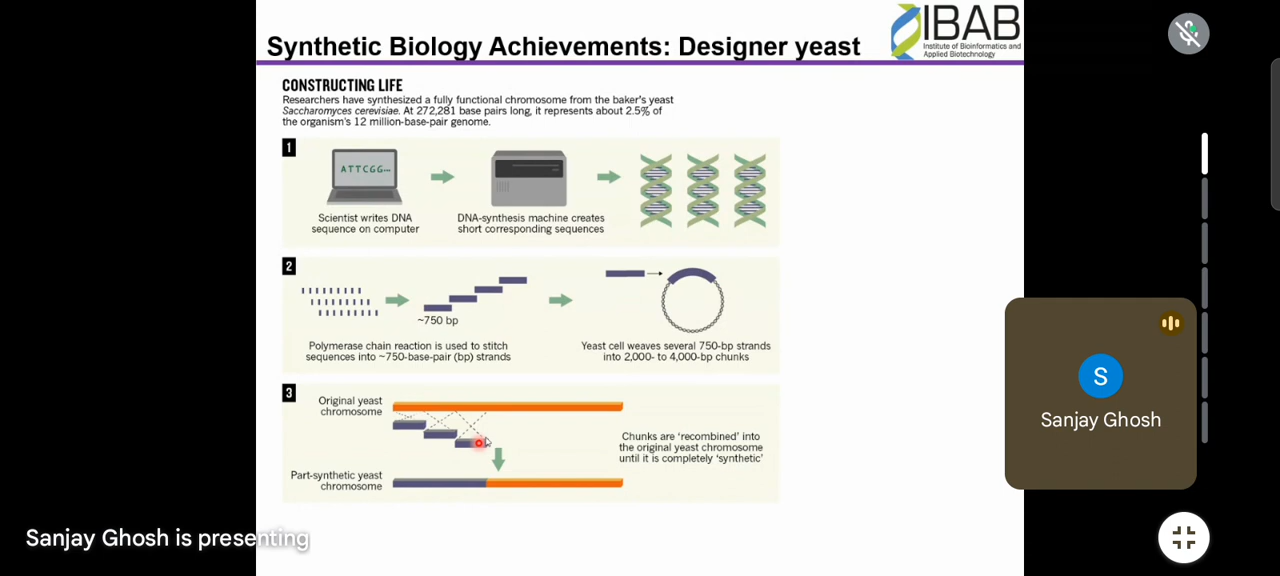 IBAB
Institute of Bioinformatics and
Applied Biotechnology
Synthetic Biology Achievements: Designer yeast
CONSTRUCTING LIFE
Researchers have synthesized a fully functional chromosome from the baker's yeast
Saccharomyces cerevisiae. At 272,281 base pairs long, it represents about 2.5% of
the organism's 12 million-base-pair genome.
1
ATTCGG...
Scientist writes DNA
sequence on computer
DNA-synthesis machine creates
short corresponding sequences
2
~750 bp
Polymerase chain reaction is used to stitch
sequences into ~750-base-pair (bp) strands
Yeast cell weaves several 750-bp strands
into 2,000- to 4,000-bp chunks
3
Original yeast
chromosome
Chunks are 'recombined' into
the original yeast chromosome
until it is completely 'synthetic'
Part-synthetic yeast
chromosome
S
Sanjay Ghosh
Sanjay Ghosh is presenting